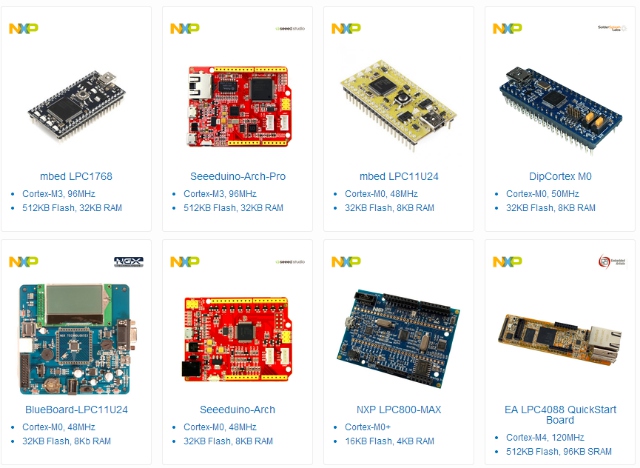 NXP
mbed LPC1768
Cortex-M3, 96MHz
512KB Flash, 32KB RAM
NXP
seeed studio
Seeeduino-Arch-Pro
Cortex-M3, 96MHz
512KB Flash, 32KB RAM
NXP
mbed LPC11U24
Cortex-M0, 48MHz
32KB Flash, 8KB RAM
NXP
DipCortex M0
Cortex-M0, 50MHz
32KB Flash, 8KB RAM
NXP
NGX
BlueBoard-LPC11U24
Cortex-M0, 48MHz
32KB Flash, 8Kb RAM
NXP
seeed studio
Seeeduino-Arch
Cortex-M0, 48MHz
32KB Flash, 8KB RAM
NXP
NXP LPC800-MAX
Cortex-M0+
16KB Flash, 4KB RAM
NXP
Embedded
Artists
EA LPC4088 QuickStart
Board
Cortex-M4, 120MHz
512KB Flash, 96KB SRAM